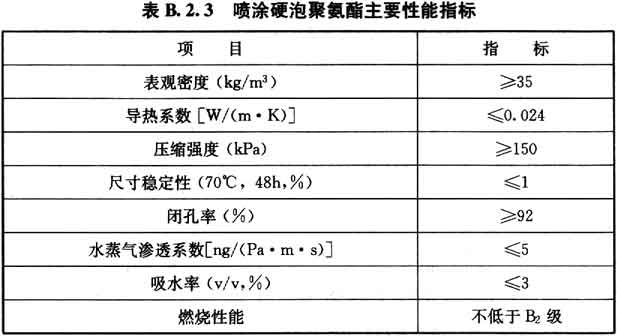 表 B.2.3 喷涂硬泡聚氨酯主要性能指标
项 目 指 标
表观密度(kg/m³) ≥35
导热系数[W/(m·K)] ≤0.024
压缩强度(kPa) ≥150
尺寸稳定性(70℃,48h,%) ≤1
闭孔率(%) ≥92
水蒸气渗透系数[ng/(Pa·m·s)] ≤5
吸水率(v/v,%) ≤3
燃烧性能 不低于 B₂ 级